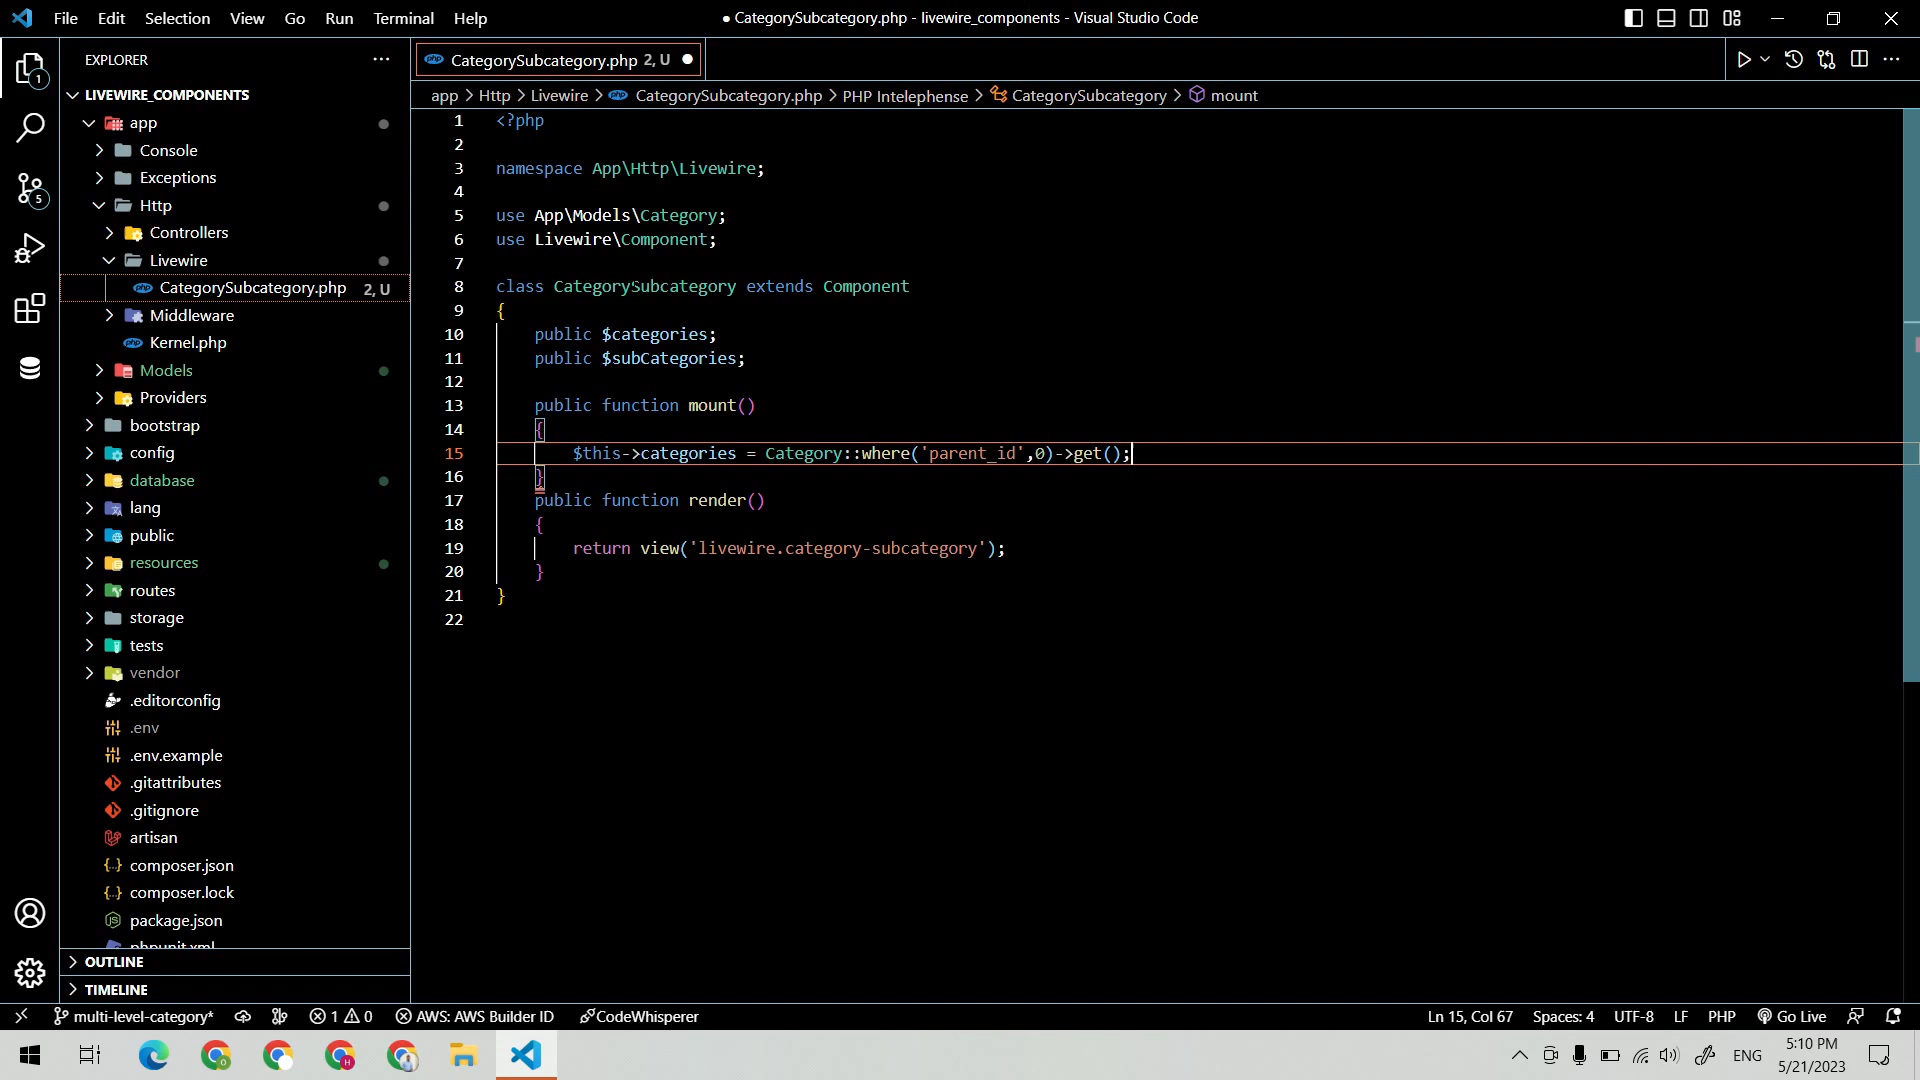 File Edit Selection View Go Run Terminal Help
● CategorySubcategory.php - livewire_components - Visual Studio Code
EXPLORER
LIVEWIRE_COMPONENTS
app
Console
Exceptions
Http
Controllers
Livewire
CategorySubcategory.php 2, U
Middleware
Kernel.php
Models
Providers
bootstrap
config
database
lang
public
resources
routes
storage
tests
vendor
.editorconfig
.env
.env.example
.gitattributes
.gitignore
artisan
composer.json
composer.lock
package.json
phpunit.xml
OUTLINE
TIMELINE
1
5
CategorySubcategory.php 2, U ●
app > Http > Livewire > CategorySubcategory.php > PHP Intelephense > CategorySubcategory > mount
1 <?php
2
3 namespace App\Http\Livewire;
4
5 use App\Models\Category;
6 use Livewire\Component;
7
8 class CategorySubcategory extends Component
9 {
10 public $categories;
11 public $subCategories;
12
13 public function mount()
14 {
15 $this->categories = Category::where('parent_id',0)->get();
16 }
17 public function render()
18 {
19 return view('livewire.category-subcategory');
20 }
21 }
22
multi-level-category* 1 0 AWS: AWS Builder ID CodeWhisperer
Ln 15, Col 67 Spaces: 4 UTF-8 LF PHP Go Live
ENG
5:10 PM
5/21/2023